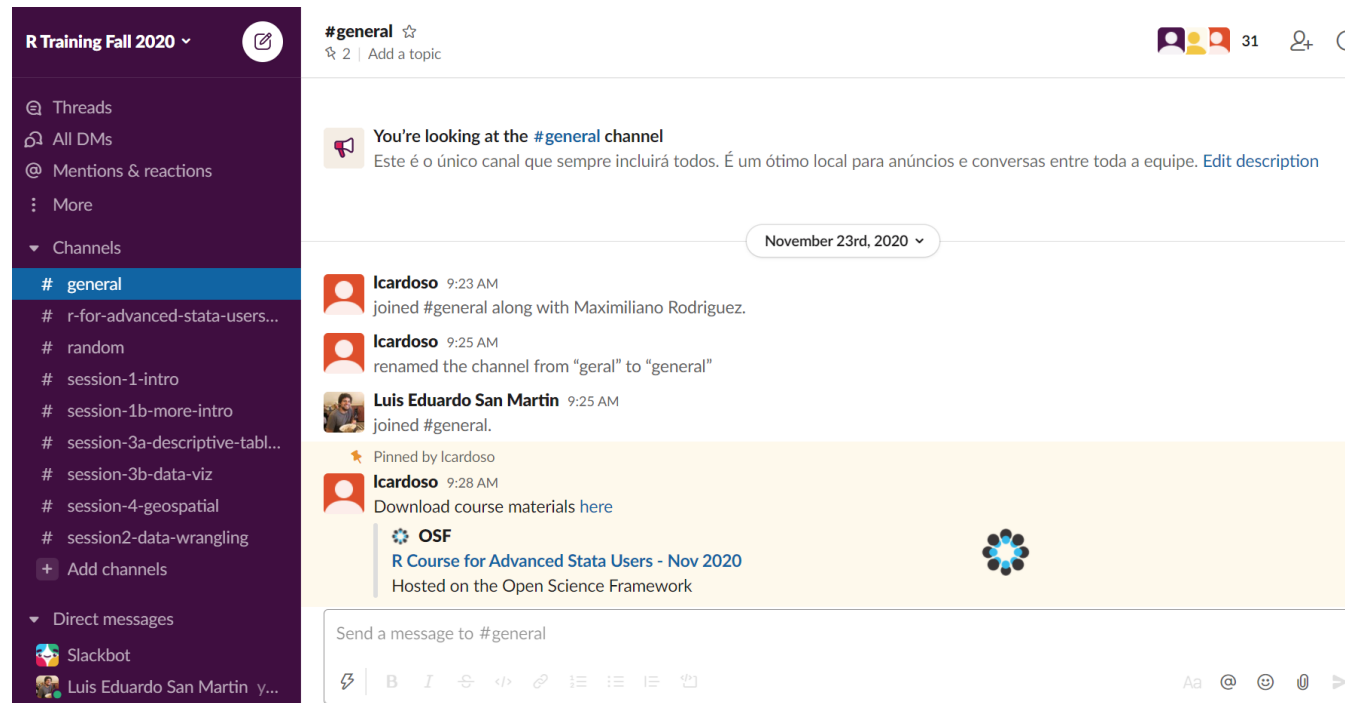 R Training Fall 2020
Threads
All DMs
Mentions & reactions
More
Channels
# general
# r-for-advanced-stata-users...
# random
# session-1-intro
# session-1b-more-intro
# session-3a-descriptive-tabl...
# session-3b-data-viz
# session-4-geospatial
# session2-data-wrangling
+ Add channels
Direct messages
Slackbot
Luis Eduardo San Martin y...
#general
2 | Add a topic
31
You're looking at the #general channel
Este é o único canal que sempre incluirá todos. É um ótimo local para anúncios e conversas entre toda a equipe. Edit description
November 23rd, 2020
lcardoso 9:23 AM
joined #general along with Maximiliano Rodriguez.
lcardoso 9:25 AM
renamed the channel from “geral” to “general”
Luis Eduardo San Martin 9:25 AM
joined #general.
Pinned by lcardoso
lcardoso 9:28 AM
Download course materials here
OSF
R Course for Advanced Stata Users - Nov 2020
Hosted on the Open Science Framework
Send a message to #general
B I S </> Aa @